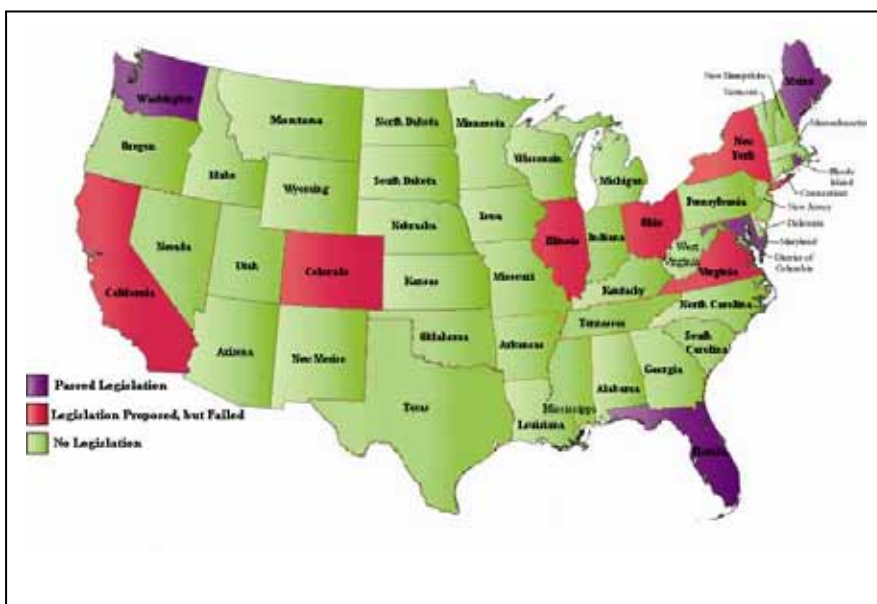 Washington
Maine
New Hampshire
Vermont
Montana
North Dakota
Minnesota
Massachusetts
Oregon
New
York
Idaho
Wisconsin
South Dakota
Michigan
Rhode
Island
Wyoming
Connecticut
Pennsylvania
New Jersey
Iowa
Nebraska
Delaware
Nevada
Illinois
Indiana
Ohio
West
Virginia
Maryland
District of
Columbia
Utah
Colorado
Virginia
California
Kansas
Missouri
Kentucky
North Carolina
Tennessee
Arizona
New Mexico
Oklahoma
Arkansas
South
Carolina
Passed Legislation
Legislation Proposed, but Failed
No Legislation
Texas
Mississippi
Alabama
Georgia
Louisiana
Florida